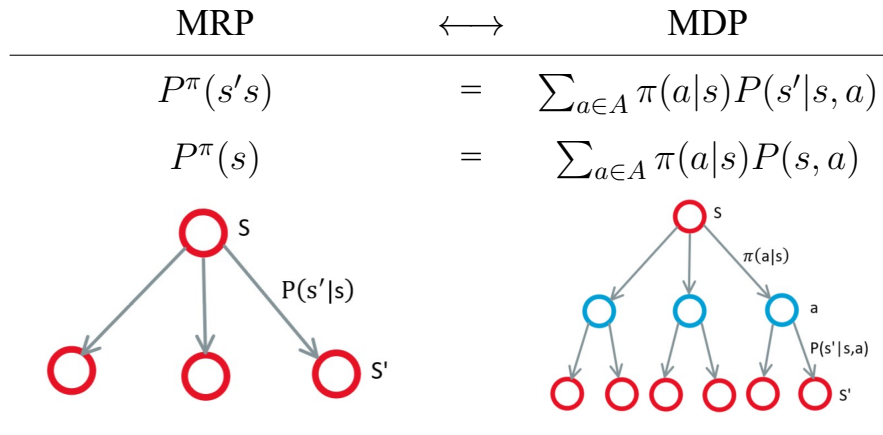 MRP ⟷ MDP
P^π(s's) = ∑_{a∈A} π(a|s)P(s'|s, a)
P^π(s) = ∑_{a∈A} π(a|s)P(s, a)
S
P(s'|s)
S'
s
π(a|s)
a
P(s'|s,a)
S'